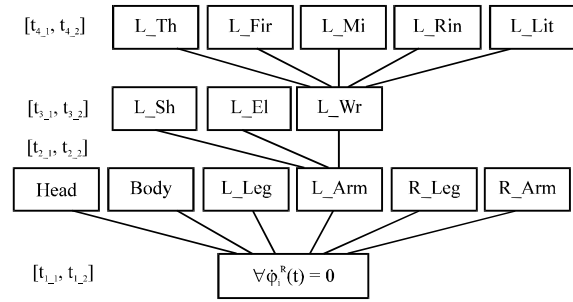 [t4_1, t4_2] L_Th L_Fir L_Mi L_Rin L_Lit
[t3_1, t3_2] L_Sh L_El L_Wr
[t2_1, t2_2]
Head Body L_Leg L_Arm R_Leg R_Arm
[t1_1, t1_2] ∀φ̇ᵢᴿ(t) = 0